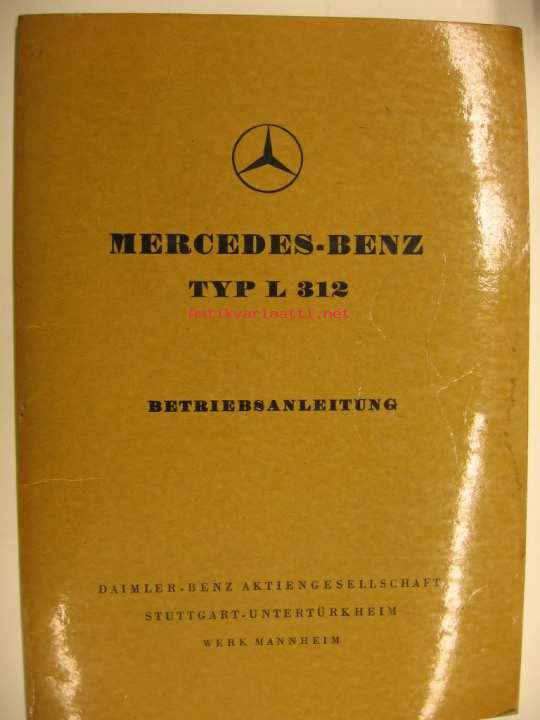 MERCEDES-BENZ
TYP L 312
Antikvariaatti.net
BETRIEBSANLEITUNG
DAIMLER-BENZ AKTIENGESELLSCHAFT
STUTTGART-UNTERTÜRKHEIM
WERK MANNHEIM